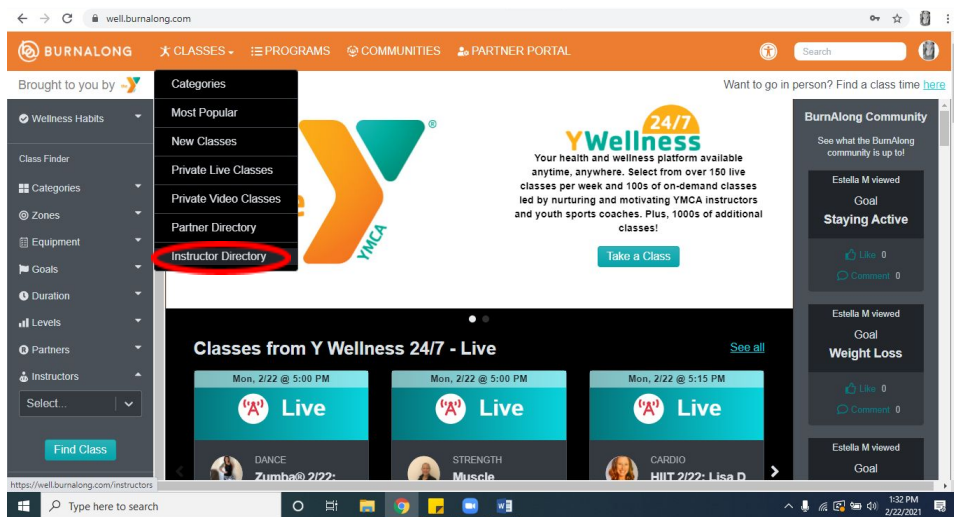 well.burnalong.com
BURNALONG
CLASSES
PROGRAMS
COMMUNITIES
PARTNER PORTAL
Search
Brought to you by
Want to go in person? Find a class time here
Categories
Most Popular
New Classes
Private Live Classes
Private Video Classes
Partner Directory
Instructor Directory
Wellness Habits
Class Finder
Categories
Zones
Equipment
Goals
Duration
Levels
Partners
Instructors
Select...
Find Class
https://well.burnalong.com/instructors
®
YMCA
24/7
YWellness
Your health and wellness platform available
anytime, anywhere. Select from over 150 live
classes per week and 100s of on-demand classes
led by nurturing and motivating YMCA instructors
and youth sports coaches. Plus, 1000s of additional
classes!
Take a Class
Classes from Y Wellness 24/7 - Live
See all
Mon, 2/22 @ 5:00 PM
Live
DANCE
Zumba® 2/22:
Mon, 2/22 @ 5:00 PM
Live
STRENGTH
Muscle
Mon, 2/22 @ 5:15 PM
Live
CARDIO
HIIT 2/22: Lisa D
BurnAlong Community
See what the BurnAlong
community is up to!
Estella M viewed
Goal
Staying Active
Like 0
Comment 0
Estella M viewed
Goal
Weight Loss
Like 0
Comment 0
Estella M viewed
Goal
Type here to search
1:32 PM
2/22/2021